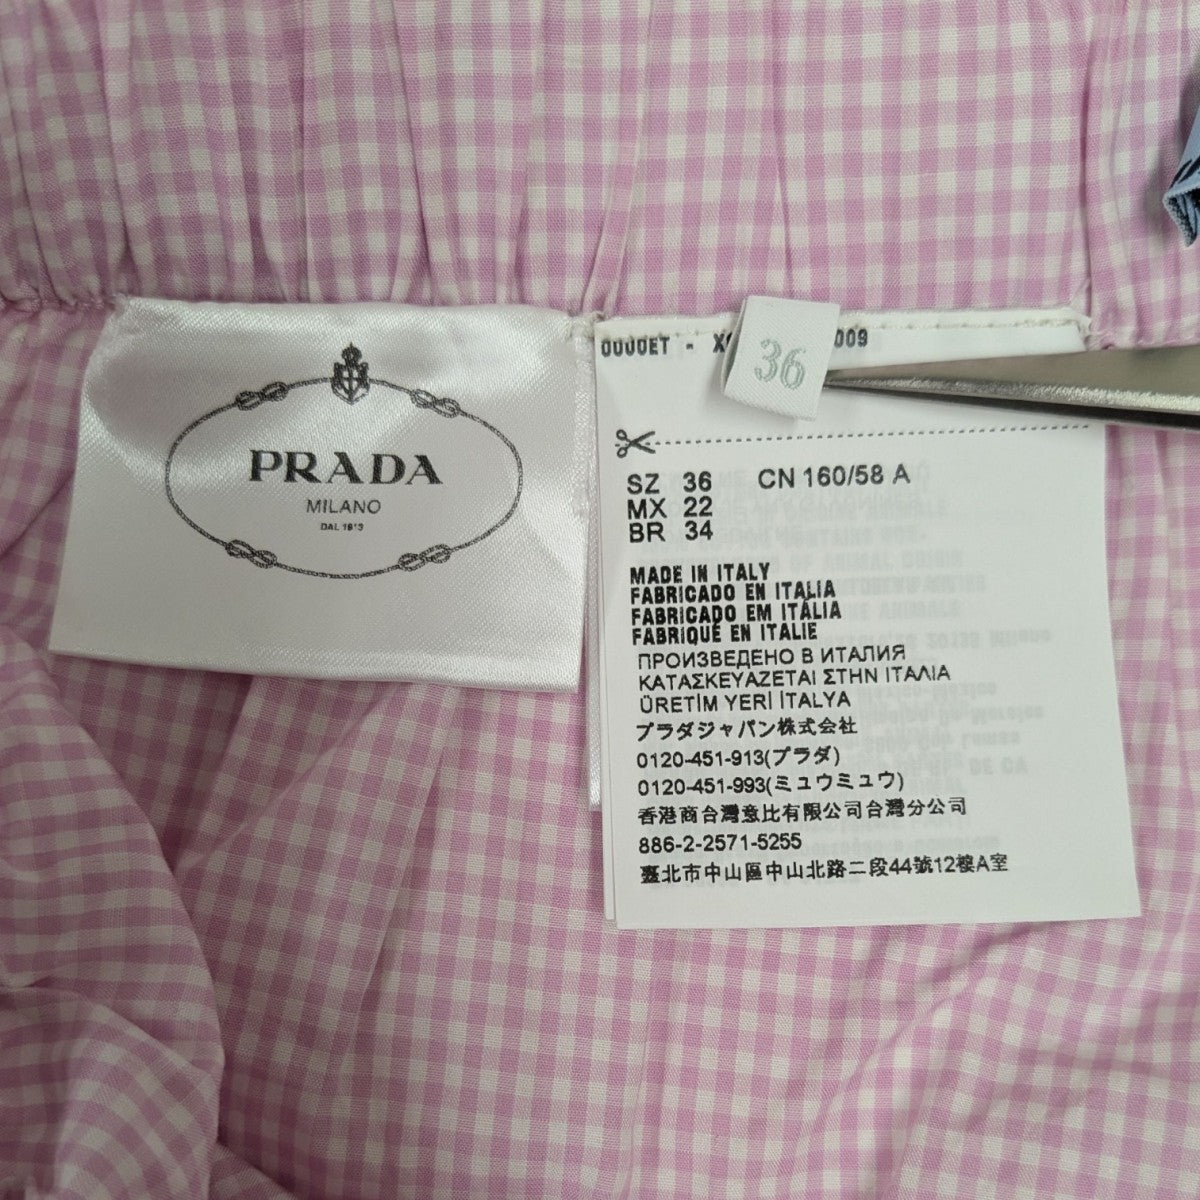 PRADA
MILANO
DAL 1913
009
36
SZ 36 CN 160/58 A
MX 22
BR 34
MADE IN ITALY
FABRICADO EN ITALIA
FABRICADO EM ITÁLIA
FABRIQUÉ EN ITALIE
ПРОИЗВЕДЕНО В ИТАЛИЯ
ΚΑΤΑΣΚΕΥΑΖΕΤΑΙ ΣΤΗΝ ΙΤΑΛΙΑ
ÜRETİM YERİ İTALYA
プラダジャパン株式会社
0120-451-913(プラダ)
0120-451-993(ミュウミュウ)
香港商台灣意比有限公司台灣分公司
886-2-2571-5255
臺北市中山區中山北路二段44號12樓A室